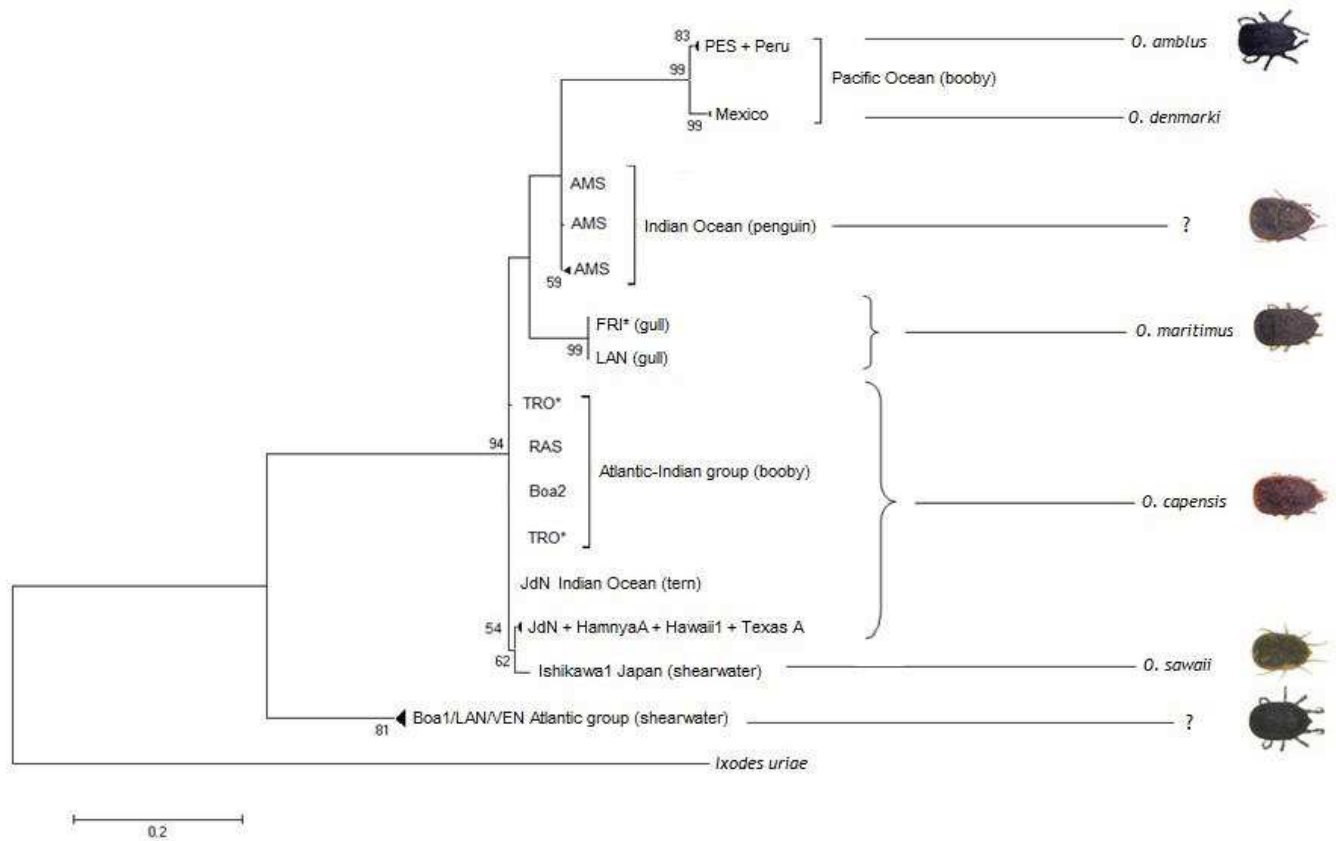 83
PES + Peru
O. amblus
99
Pacific Ocean (booby)
99
Mexico
O. denmarki
AMS
AMS
Indian Ocean (penguin)
?
59
AMS
FRI* (gull)
O. maritimus
99
LAN (gull)
TRO*
94
RAS
Atlantic-Indian group (booby)
Boa2
O. capensis
TRO*
JdN Indian Ocean (tern)
54
JdN + HamnyaA + Hawaii1 + Texas A
62
Ishikawa1 Japan (shearwater)
O. sawaii
Boa1/LAN/VEN Atlantic group (shearwater)
?
81
Ixodes uriae
0.2